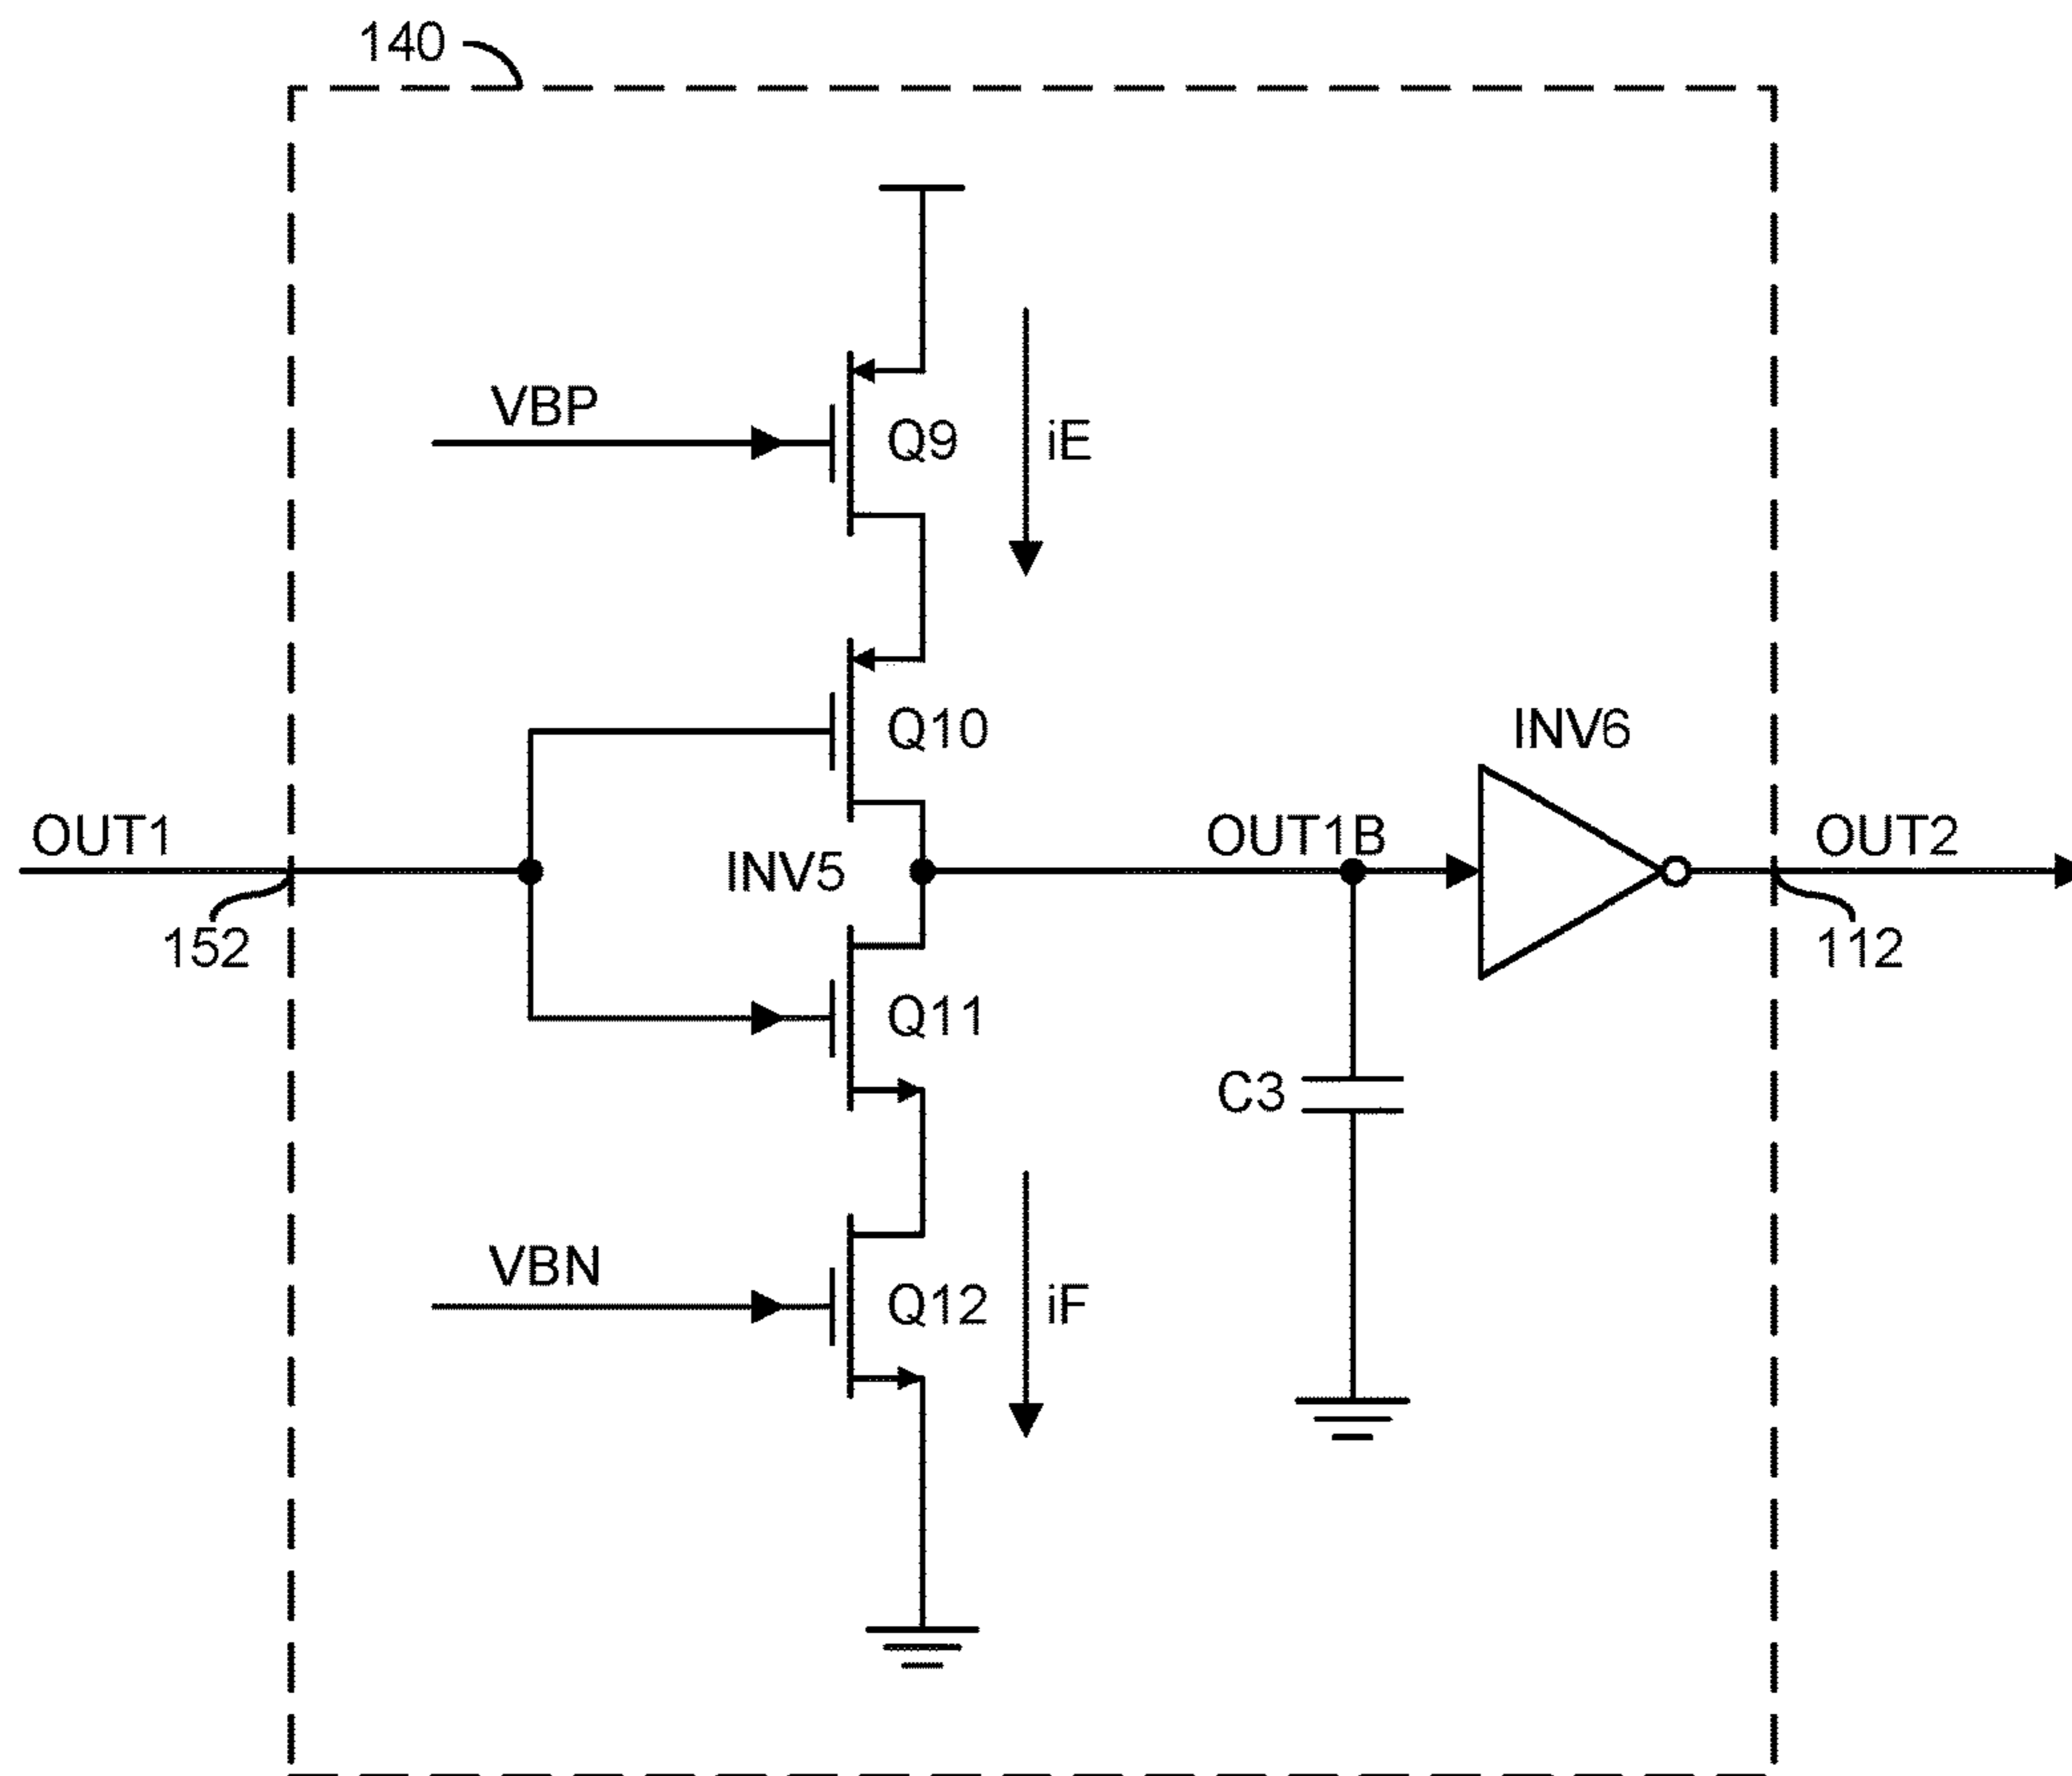 140
VBP
Q9
iE
Q10
INV6
OUT1
INV5
OUT1B
OUT2
152
112
Q11
C3
VBN
Q12
iF